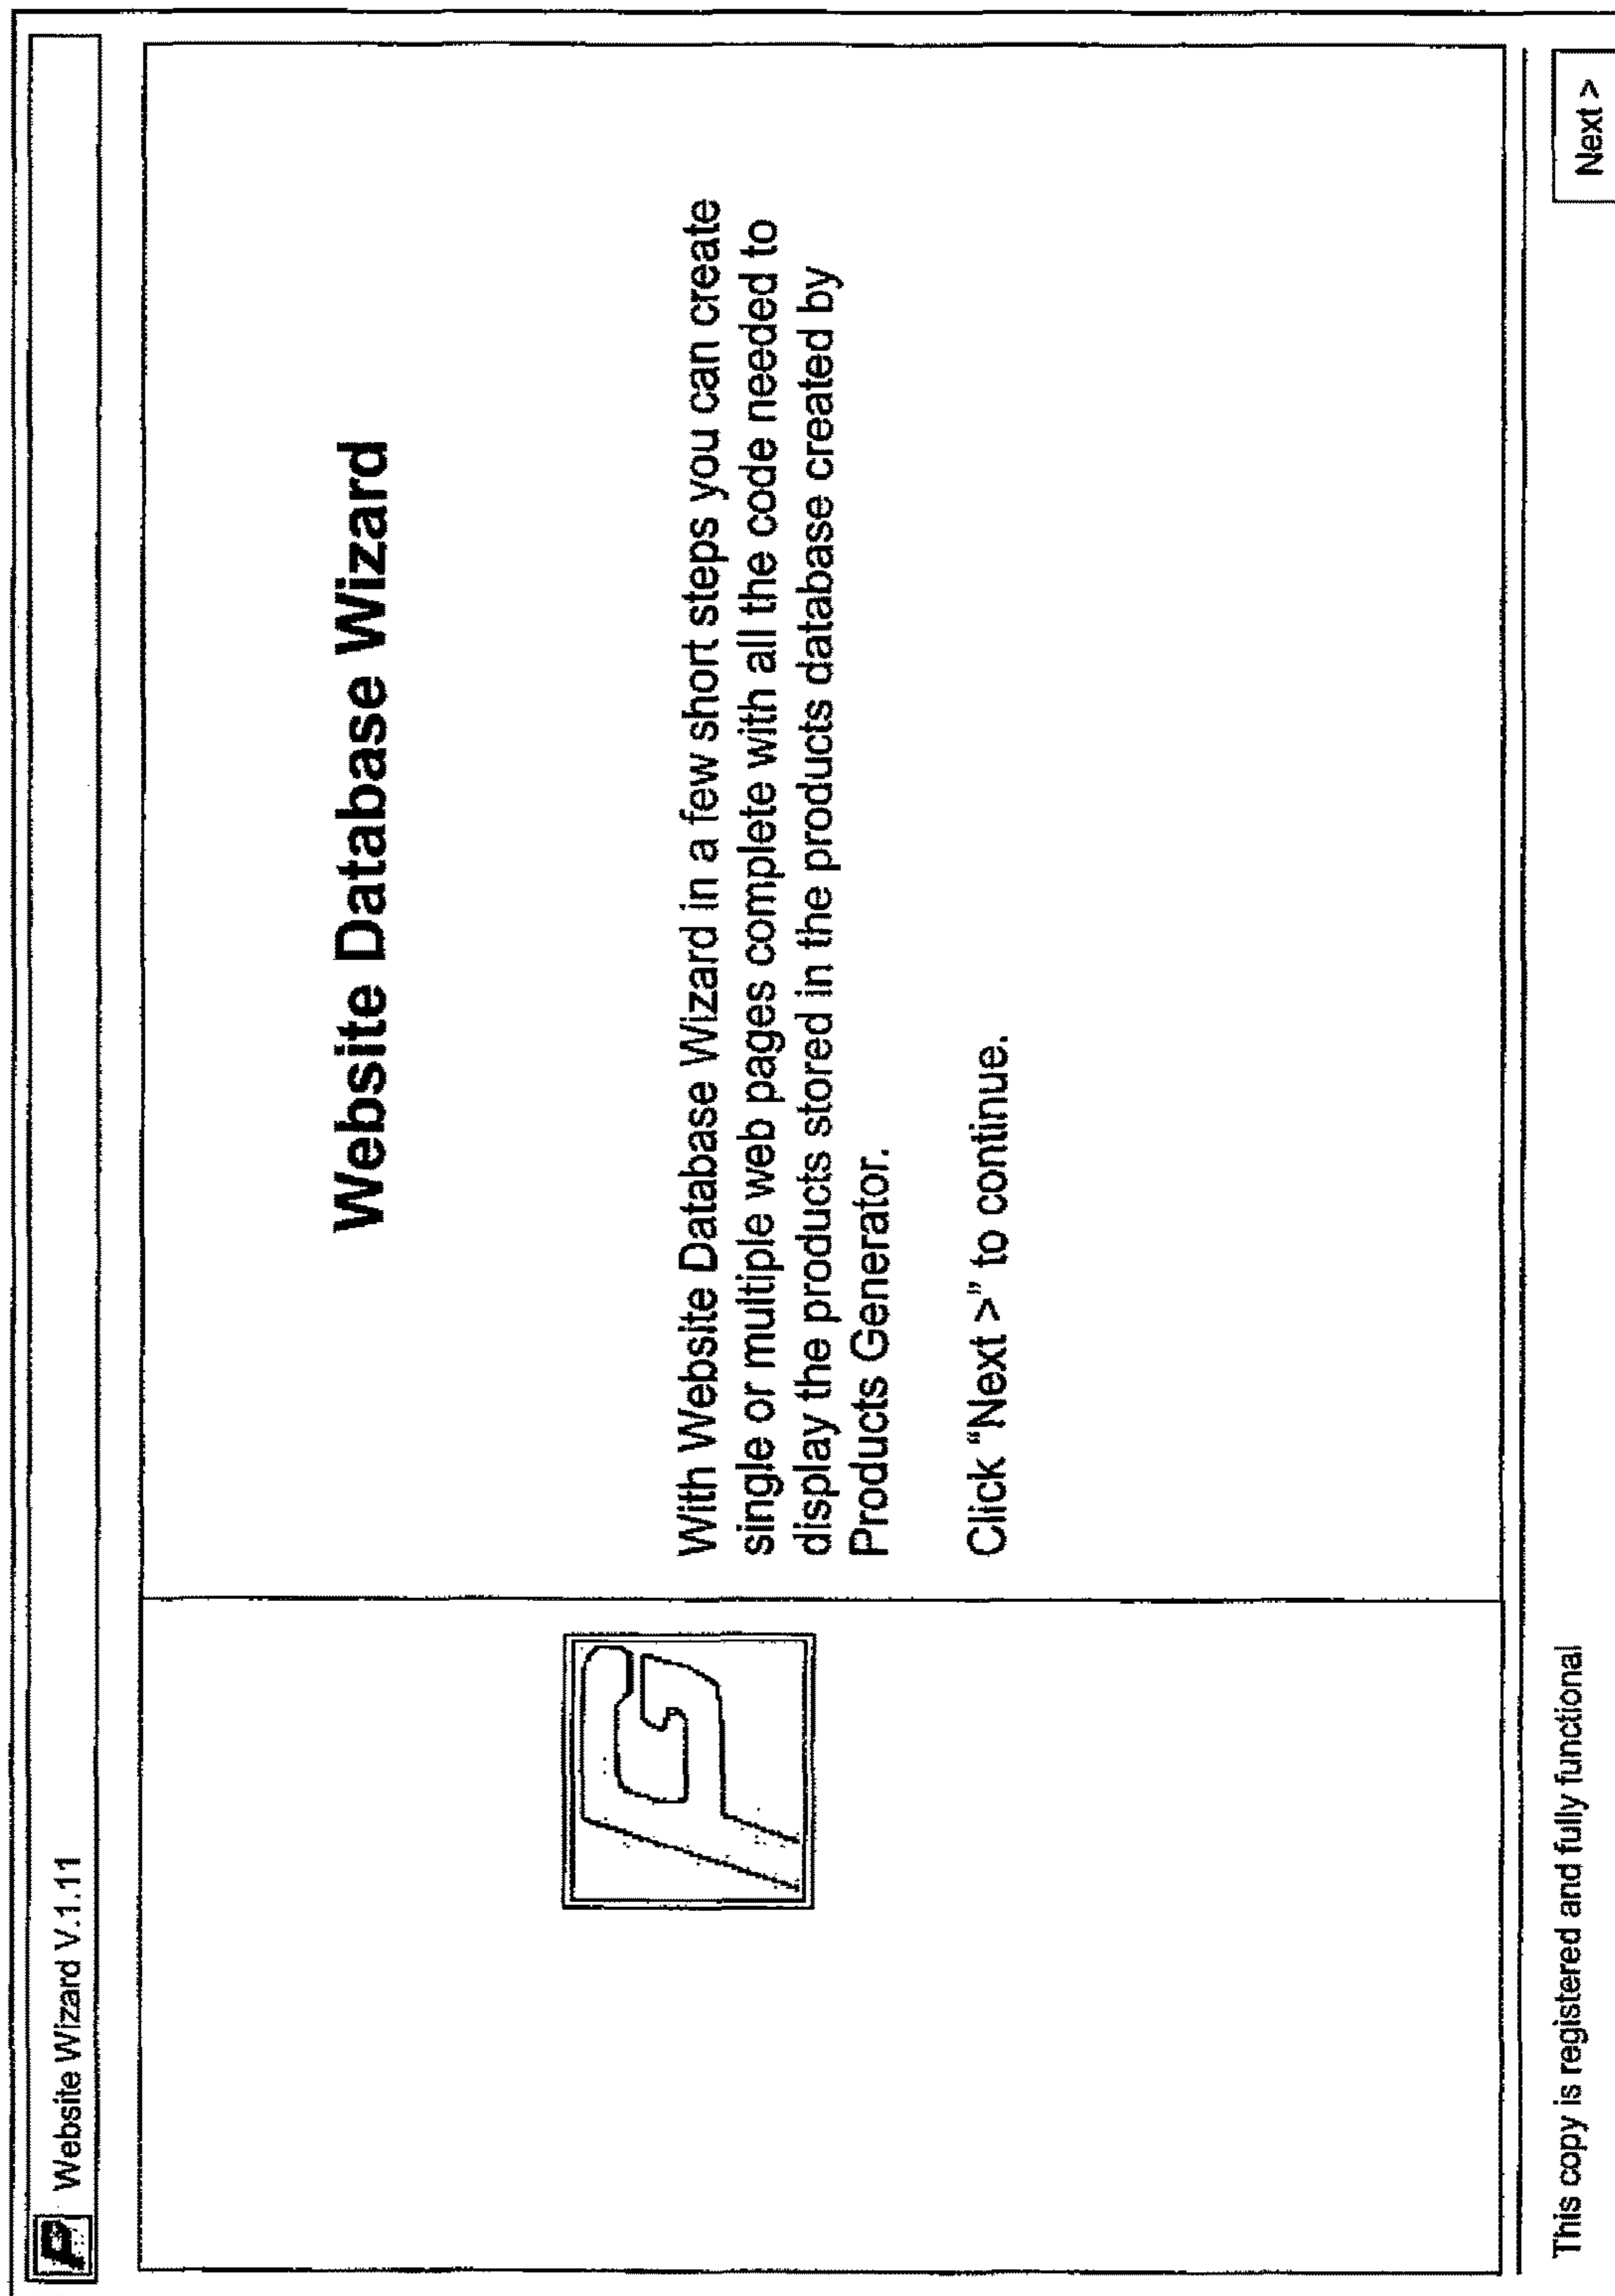 Website Wizard V.1.11
Website Database Wizard
With Website Database Wizard in a few short steps you can create
single or multiple web pages complete with all the code needed to
display the products stored in the products database created by
Products Generator.
Click “Next >” to continue.
This copy is registered and fully functional
Next >